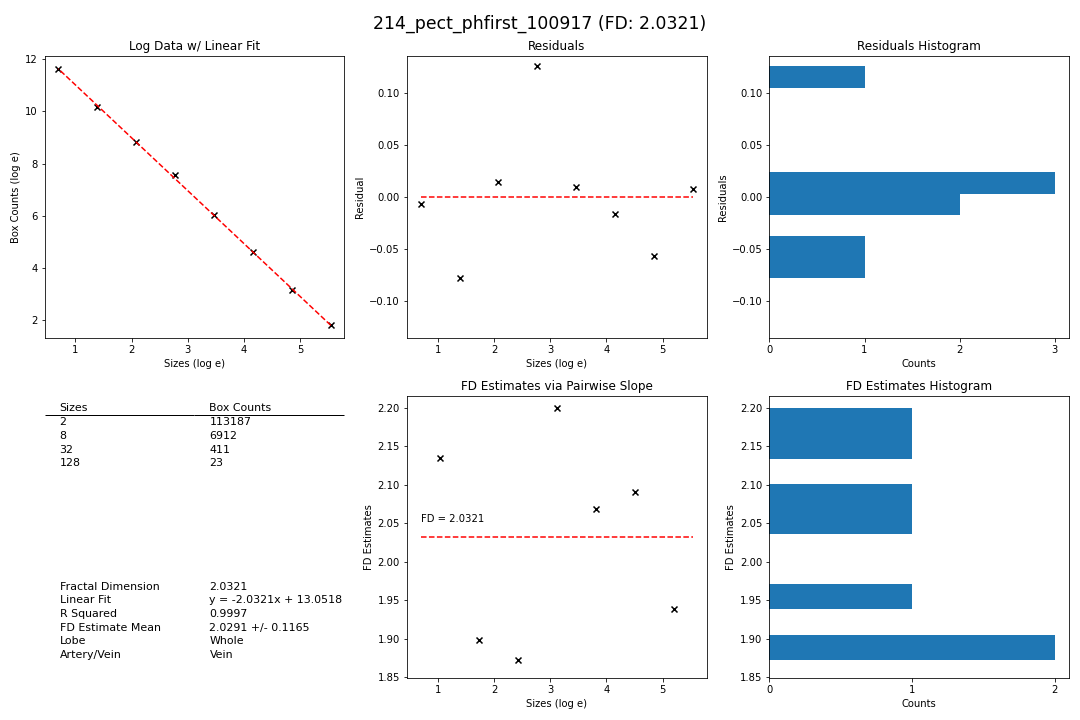 214_pect_phfirst_100917 (FD: 2.0321)
Log Data w/ Linear Fit
12
10
8
6
4
2
Box Counts (log e)
1 2 3 4 5
Sizes (log e)
Residuals
0.10
0.05
0.00
−0.05
−0.10
Residual
1 2 3 4 5
Sizes (log e)
Residuals Histogram
0.10
0.05
0.00
−0.05
−0.10
Residuals
0 1 2 3
Counts
Sizes Box Counts
2 113187
8 6912
32 411
128 23
Fractal Dimension 2.0321
Linear Fit y = -2.0321x + 13.0518
R Squared 0.9997
FD Estimate Mean 2.0291 +/- 0.1165
Lobe Whole
Artery/Vein Vein
FD Estimates via Pairwise Slope
2.20
2.15
2.10
2.05
2.00
1.95
1.90
1.85
FD Estimates
FD = 2.0321
1 2 3 4 5
Sizes (log e)
FD Estimates Histogram
2.20
2.15
2.10
2.05
2.00
1.95
1.90
1.85
FD Estimates
0 1 2
Counts